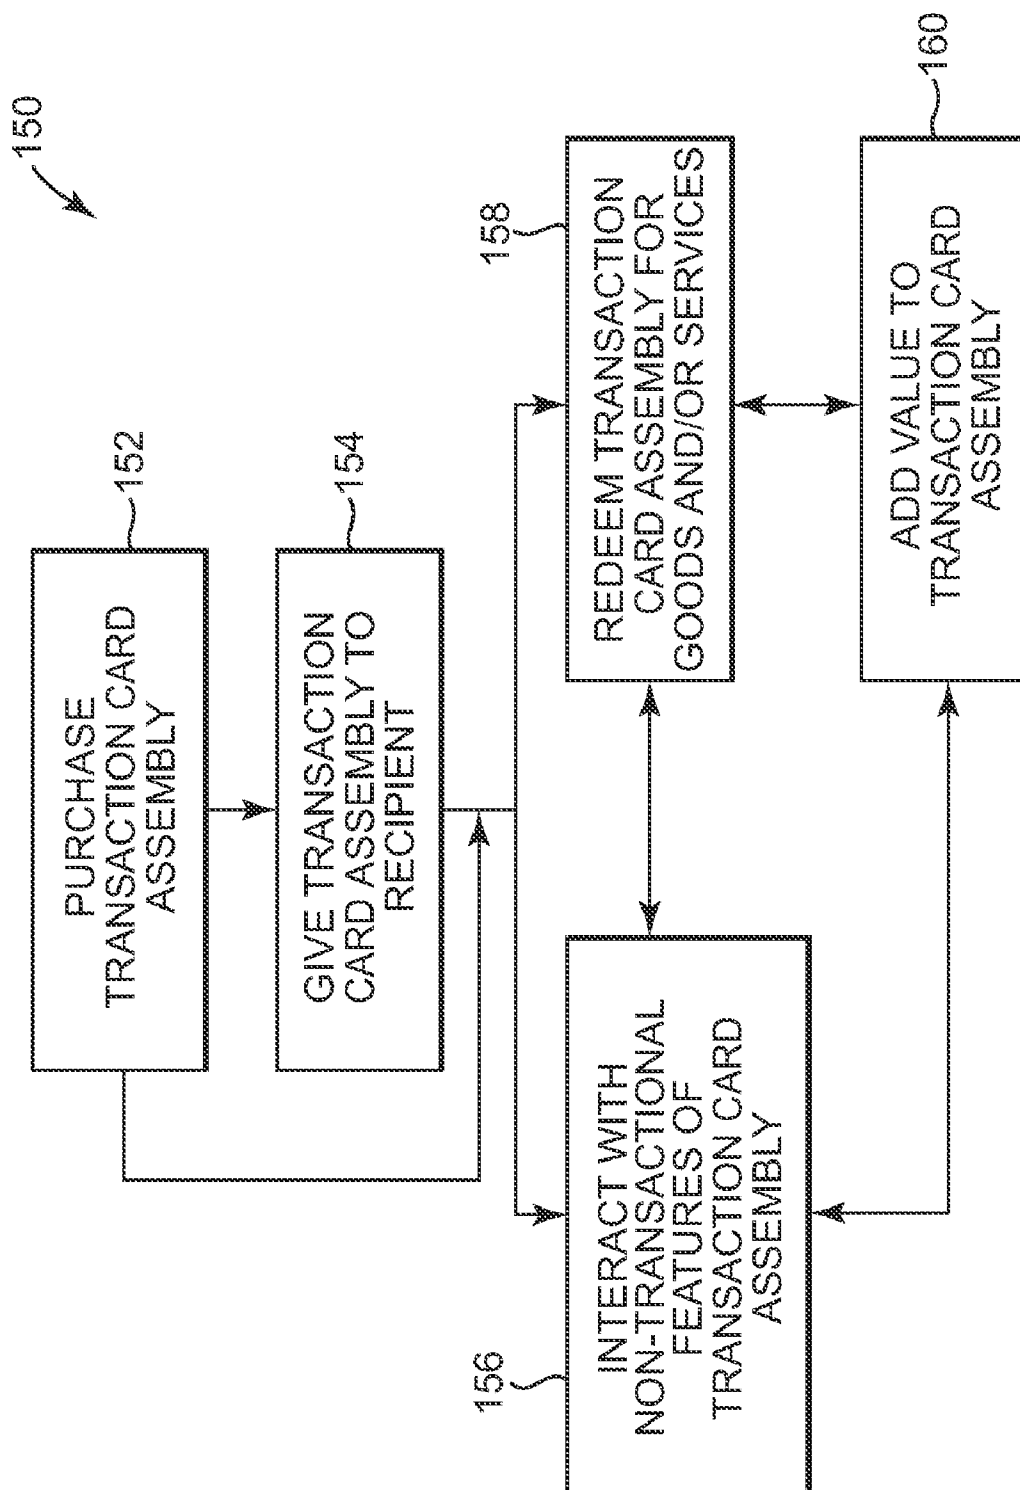 150
152
PURCHASE
TRANSACTION CARD
ASSEMBLY
154
GIVE TRANSACTION
CARD ASSEMBLY TO
RECIPIENT
156
INTERACT WITH
NON-TRANSACTIONAL
FEATURES OF
TRANSACTION CARD
ASSEMBLY
158
REDEEM TRANSACTION
CARD ASSEMBLY FOR
GOODS AND/OR SERVICES
160
ADD VALUE TO
TRANSACTION CARD
ASSEMBLY